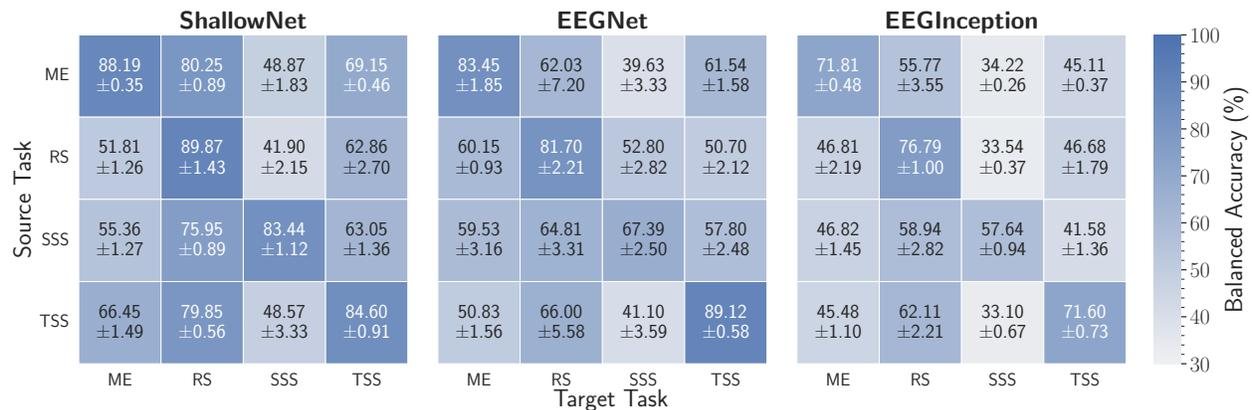 ShallowNet EEGNet EEGInception
88.19 80.25 48.87 69.15 83.45 62.03 39.63 61.54 71.81 55.77 34.22 45.11 100
ME
±0.35 ±0.89 ±1.83 ±0.46 ±1.85 ±7.20 ±3.33 ±1.58 ±0.48 ±3.55 ±0.26 ±0.37 90
51.81 89.87 41.90 62.86 60.15 81.70 52.80 50.70 46.81 76.79 33.54 46.68 80
RS
±1.26 ±1.43 ±2.15 ±2.70 ±0.93 ±2.21 ±2.82 ±2.12 ±2.19 ±1.00 ±0.37 ±1.79 70
55.36 75.95 83.44 63.05 59.53 64.81 67.39 57.80 46.82 58.94 57.64 41.58 60
SSS
±1.27 ±0.89 ±1.12 ±1.36 ±3.16 ±3.31 ±2.50 ±2.48 ±1.45 ±2.82 ±0.94 ±1.36 50
66.45 79.85 48.57 84.60 50.83 66.00 41.10 89.12 45.48 62.11 33.10 71.60 40
TSS
±1.49 ±0.56 ±3.33 ±0.91 ±1.56 ±5.58 ±3.59 ±0.58 ±1.10 ±2.21 ±0.67 ±0.73 30
ME RS SSS TSS ME RS SSS TSS ME RS SSS TSS
Target Task
Source Task
Balanced Accuracy (%)